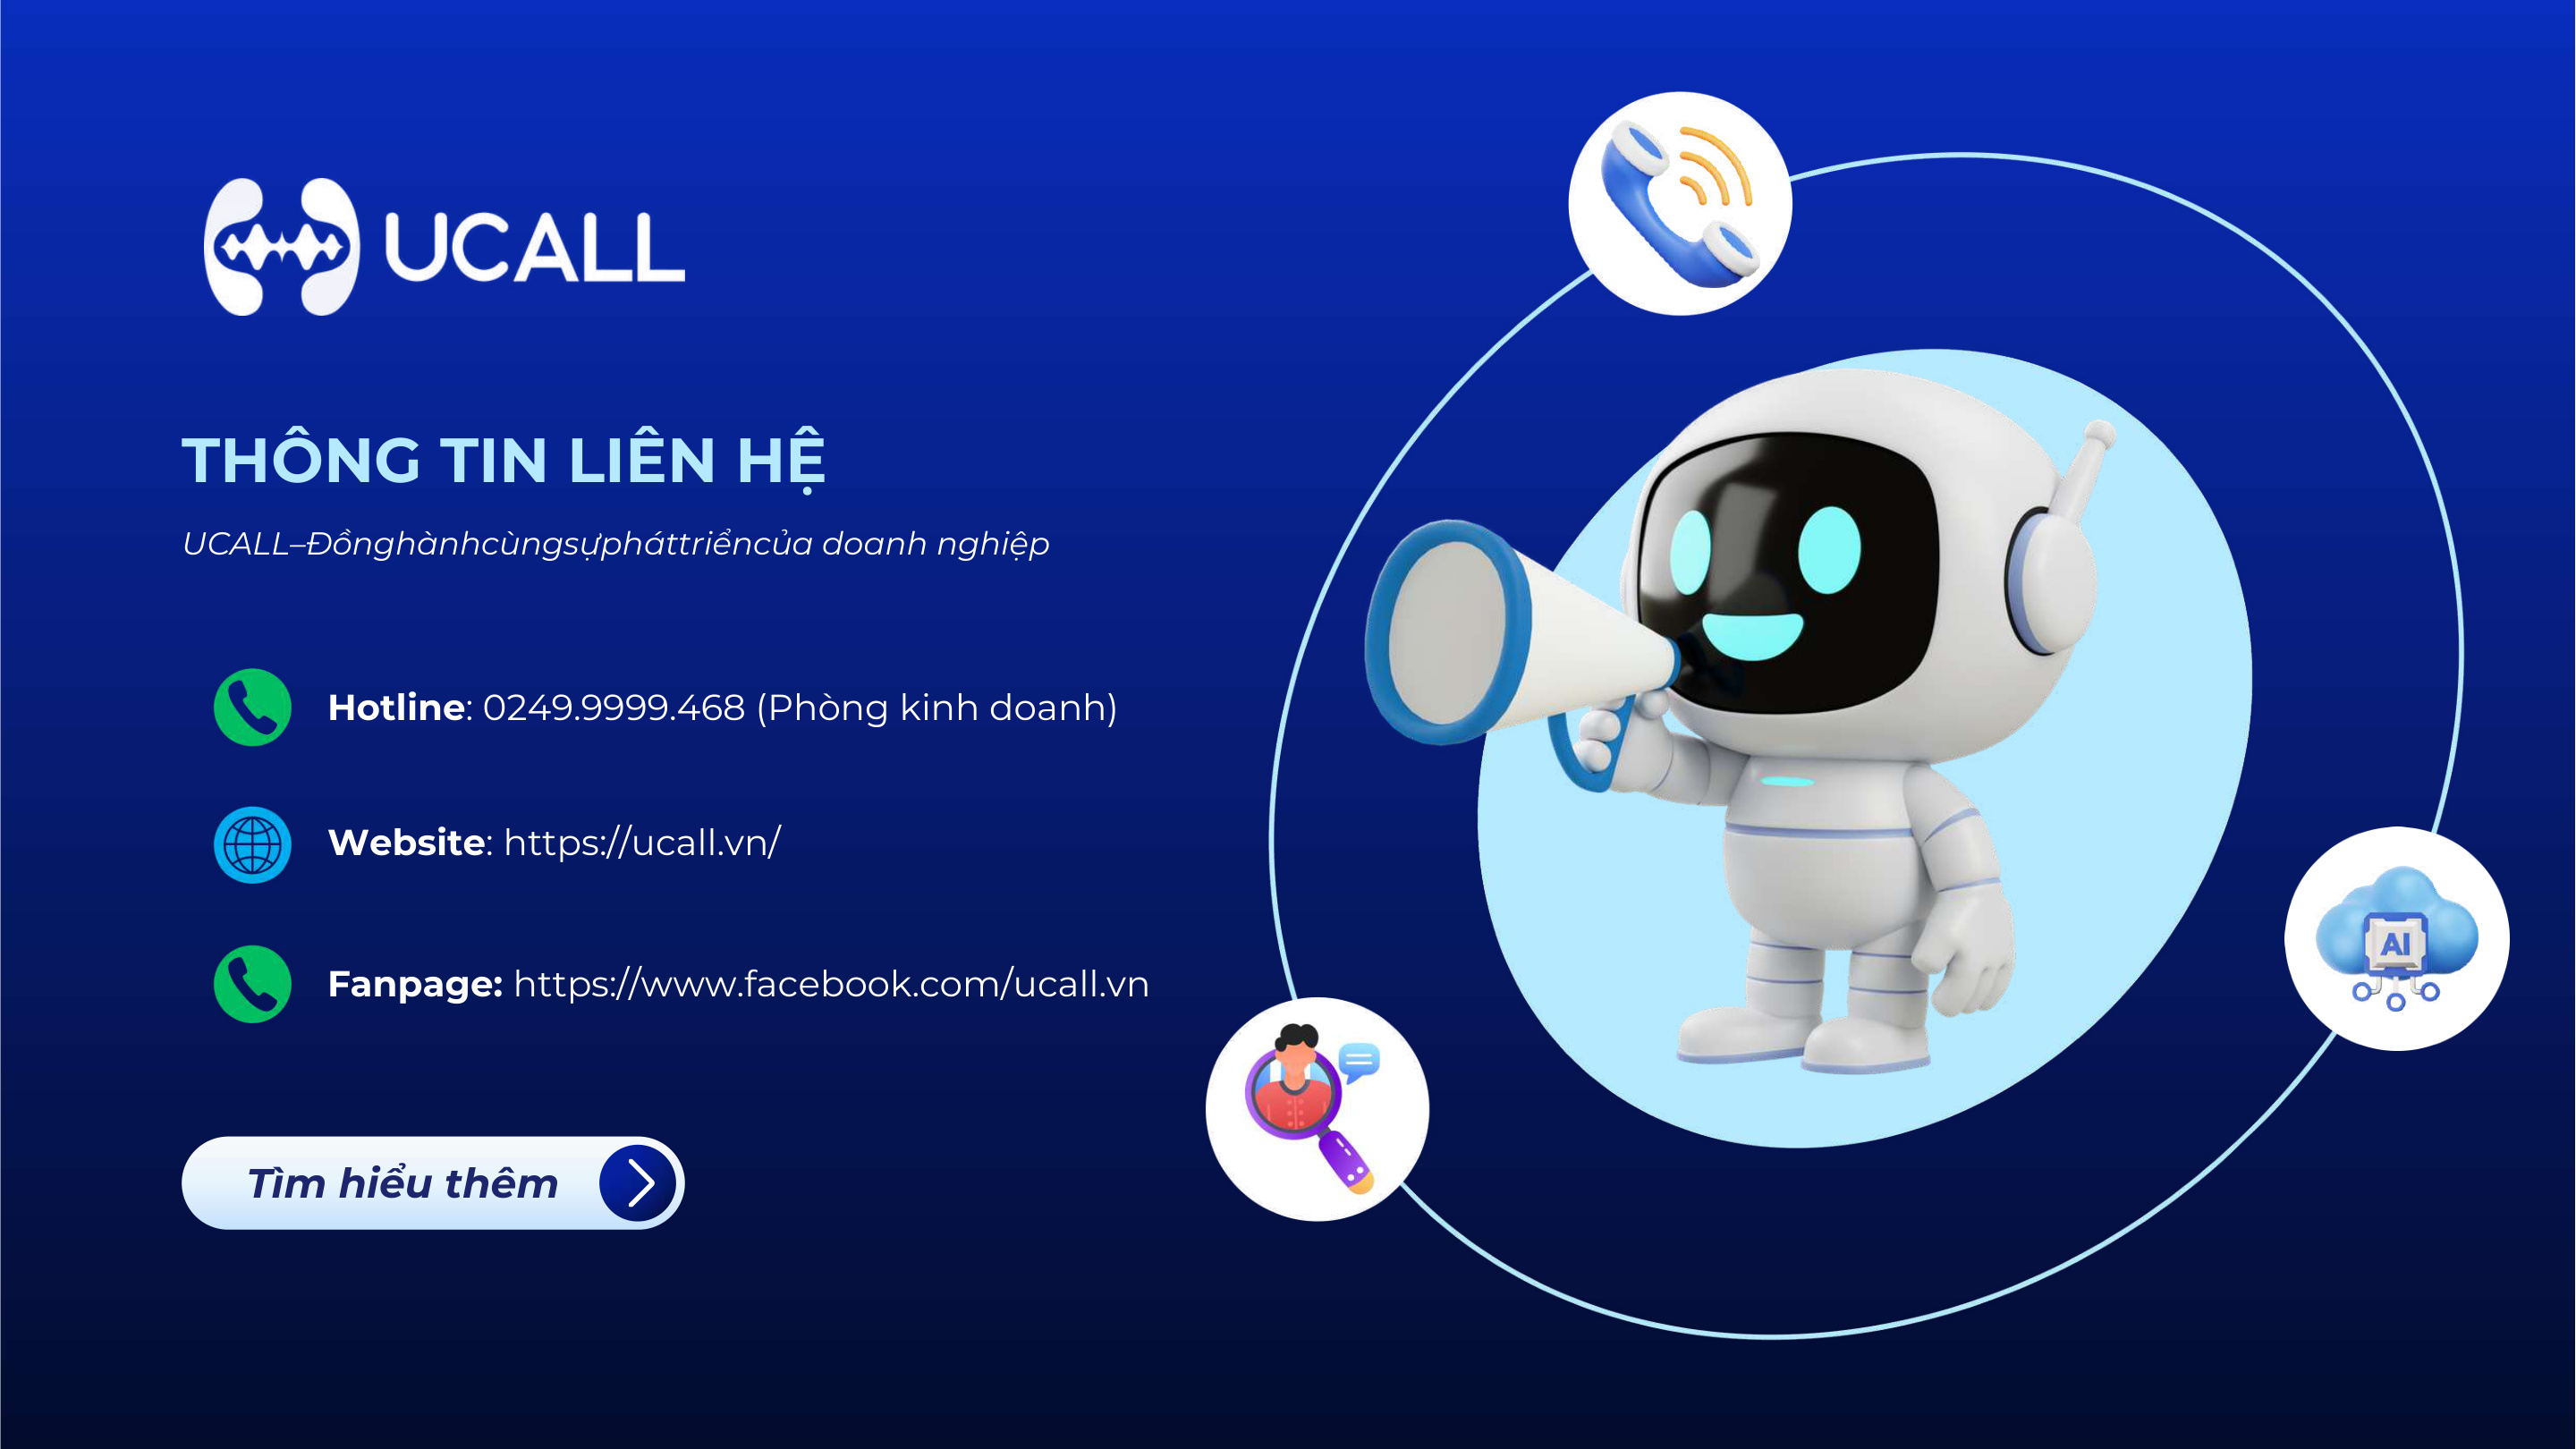 UCALL
THÔNG TIN LIÊN HỆ
UCALL–Đồnghànhcùngsựpháttriểncủa doanh nghiệp
Hotline: 0249.9999.468 (Phòng kinh doanh)
Website: https://ucall.vn/
Fanpage: https://www.facebook.com/ucall.vn
Tìm hiểu thêm
AI